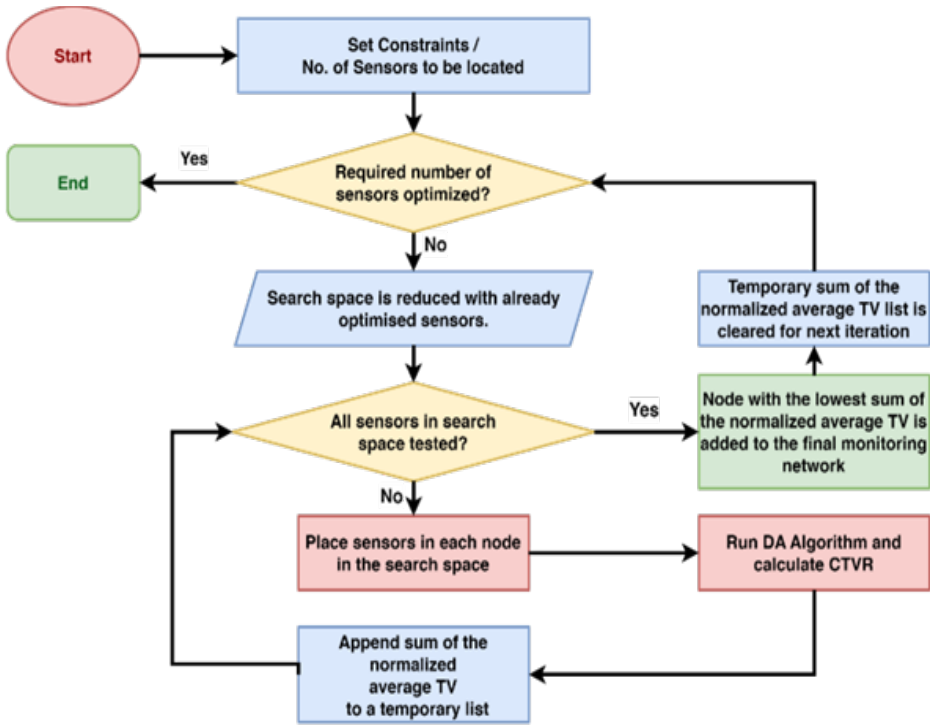 Start
Set Constraints /
No. of Sensors to be located
Yes
End
Required number of
sensors optimized?
No
Search space is reduced with already
optimised sensors.
Temporary sum of the
normalized average TV list is
cleared for next iteration
All sensors in search
space tested?
Yes
Node with the lowest sum of
the normalized average TV is
added to the final monitoring
network
No
Place sensors in each node
in the search space
Run DA Algorithm and
calculate CTVR
Append sum of the
normalized
average TV
to a temporary list